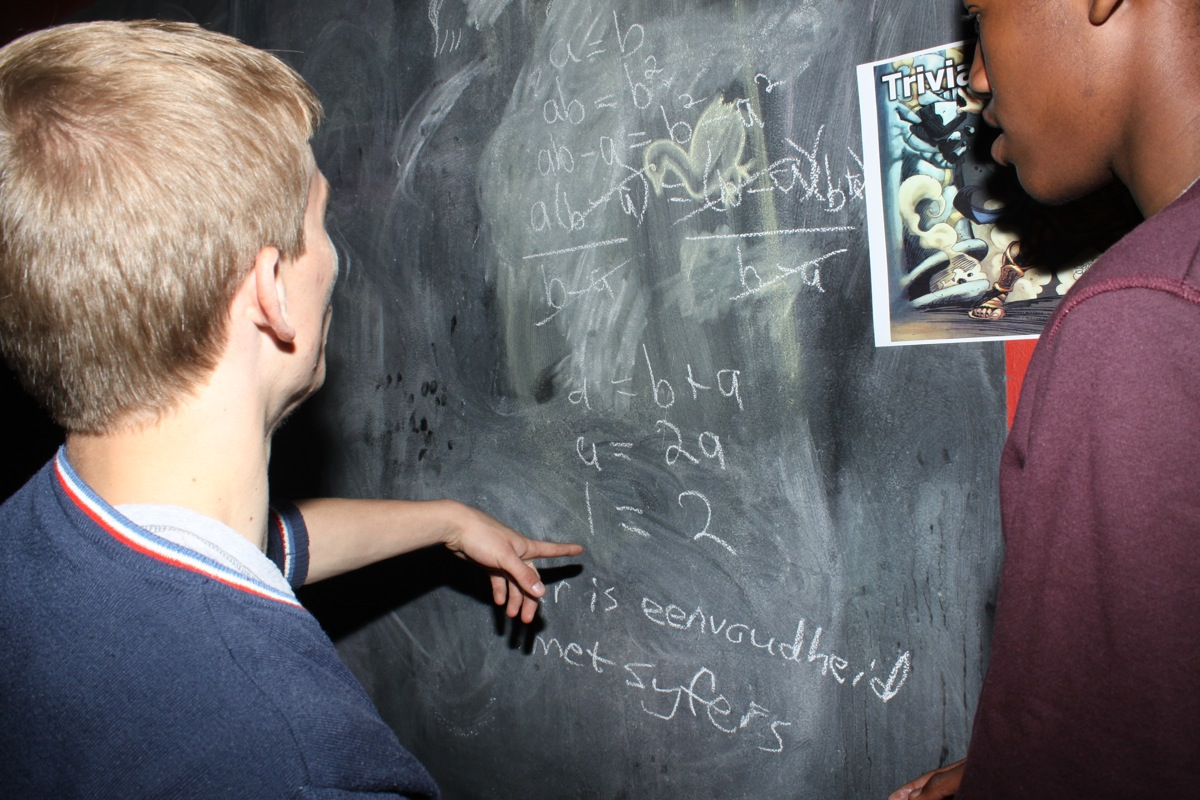 a = b
ab = b²
ab - a² = b² - a²
a(b-a) = (b-a)(b+a)
b-a b-a
a = b + a
a = 2a
1 = 2
is eenvoudheid
met syfers
Trivia